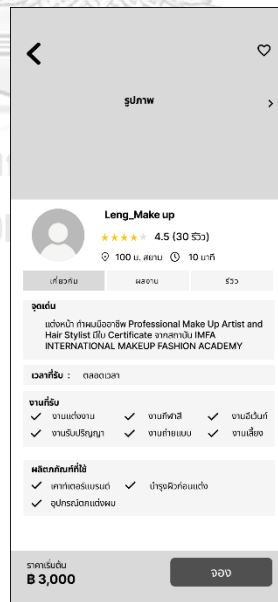 รูปภาพ
Leng_Make up
4.5 (30 รีวิว)
100 ม. สยาม 10 นาที
เกี่ยวกับ ผลงาน รีวิว
จุดเด่น
แต่งหน้า ทำผมมืออาชีพ Professional Make Up Artist and
Hair Stylist มีใบ Certificate จากสถาบัน IMFA
INTERNATIONAL MAKEUP FASHION ACADEMY
เวลาที่รับ : ตลอดเวลา
งานที่รับ
งานแต่งงาน งานกีฬาสี งานอีเว้นท์
งานรับปริญญา งานถ่ายแบบ งานเลี้ยง
ผลิตภัณฑ์ที่ใช้
เคาท์เตอร์แบรนด์ บำรุงผิวก่อนแต่ง
อุปกรณ์ตกแต่งผม
ราคาเริ่มต้น
฿ 3,000 จอง